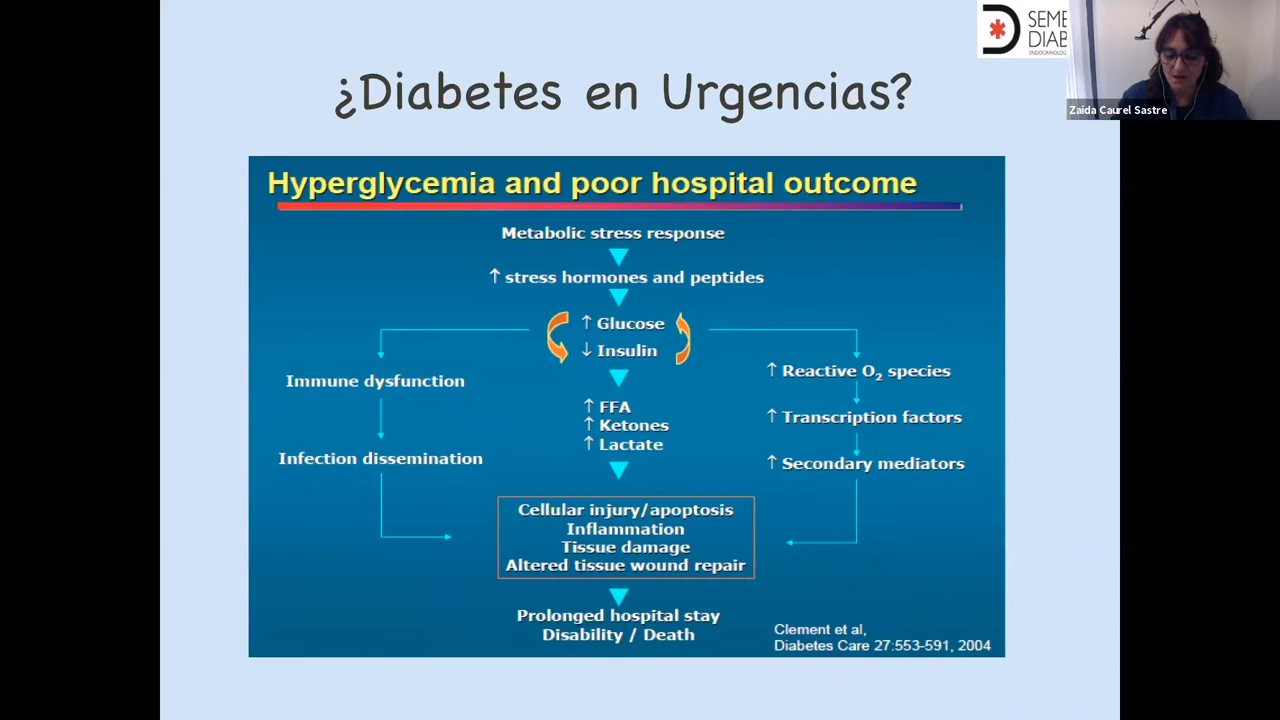 SEME
DIAB
ENDOCRINOLOG
Zaida Caurel Sastre
¿Diabetes en Urgencias?
Hyperglycemia and poor hospital outcome
Metabolic stress response
↑ stress hormones and peptides
↑ Glucose
↓ Insulin
Immune dysfunction
Infection dissemination
↑ FFA
↑ Ketones
↑ Lactate
↑ Reactive O₂ species
↑ Transcription factors
↑ Secondary mediators
Cellular injury/apoptosis
Inflammation
Tissue damage
Altered tissue wound repair
Prolonged hospital stay
Disability / Death
Clement et al,
Diabetes Care 27:553-591, 2004